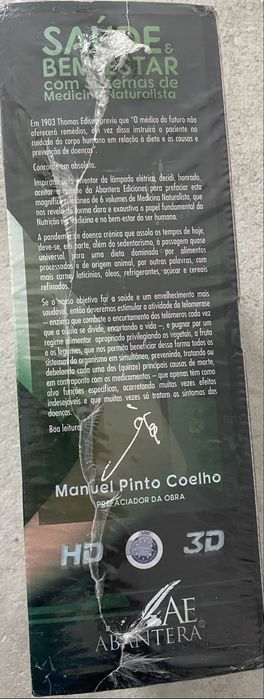 SAÚDE &
BEM-ESTAR
com Sistemas de
Medicina Naturalista
Em 1903 Thomas Edison previu que "O médico do futuro não
oferecerá remédios, em vez disso instruirá o paciente no
cuidado do corpo humano em relação à dieta e às causas e
prevenção de doenças".
Concordo em absoluto.
Inspirado no inventor da lâmpada elétrica, decidi, honrado,
aceitar o convite da Abantera Ediciones para prefaciar esta
magnífica coleção de 6 volumes de Medicina Naturalista, que
nos revela de forma clara e exaustiva o papel fundamental da
Nutrição na Medicina e no bem-estar do ser humano.
A pandemia de doença crónica que assola os tempos de hoje,
deve-se, em parte, além do sedentarismo, à passagem quase
universal para uma dieta dominada por alimentos
processados e de origem animal, por outras palavras, com
mais carne, laticínios, óleos, refrigerantes, açúcar e cereais
refinados.
Se o nosso objetivo for a saúde e um envelhecimento mais
saudável, então deveremos estimular a atividade da telomerase
– enzima que combate o encurtamento dos telómeros cada vez
que a célula se divide, encurtando a vida –, e pugnar por um
regime alimentar apropriado privilegiando os vegetais, a fruta
e os legumes, que nos permita beneficiar dessa forma todos os
sistemas do organismo em simultâneo, prevenindo, tratando ou
debelando cada uma das (quinze) principais causas de morte,
em contraponto com os medicamentos – que apenas têm como
alvo funções específicas, acarretando muitas vezes efeitos
indesejáveis e que muitas vezes só tratam os sintomas das
doenças.
Boa leitura,
Manuel Pinto Coelho
PREFACIADOR DA OBRA
HD 3D
AE
ABANTERA®